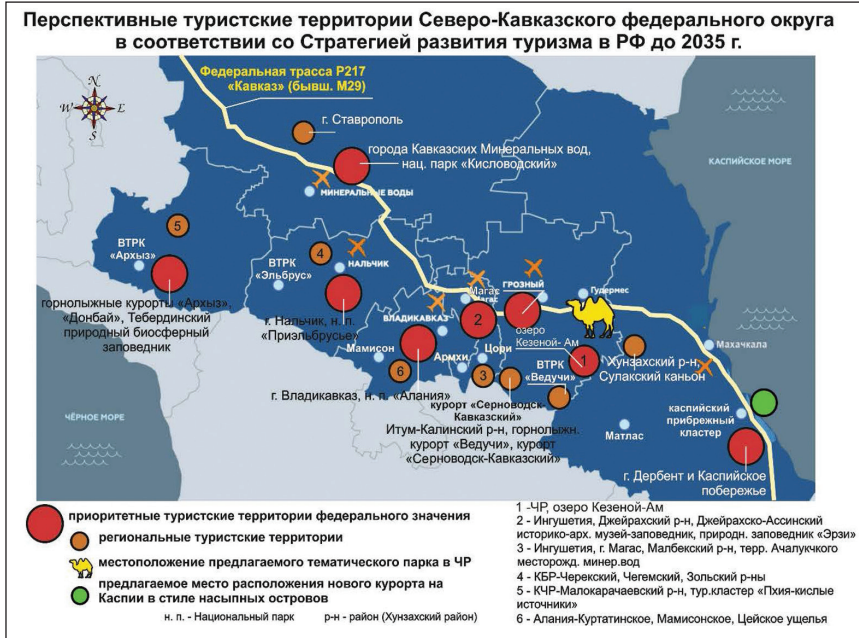 Перспективные туристские территории Северо-Кавказского федерального округа
в соответствии со Стратегией развития туризма в РФ до 2035 г.
Федеральная трасса Р217
«Кавказ» (бывш. М29)
N
W
E
S
г. Ставрополь
города Кавказских Минеральных вод,
нац. парк «Кисловодский»
КАСПИЙСКОЕ МОРЕ
МИНЕРАЛЬНЫЕ ВОДЫ
5
ВТРК
«Архыз»
4
ВТРК
«Эльбрус»
НАЛЬЧИК
ГРОЗНЫЙ
Гудермес
Магас
Магас
горнолыжные курорты «Архыз»,
«Донбай», Тебердинский
природный биосферный
заповедник
г. Нальчик, н. п.
«Приэльбрусье»
ВЛАДИКАВКАЗ
2
озеро
Кезеной- Ам
Мамисон
6
Армхи
Цори
3
ВТРК
«Ведучи»
1
Хунзахский р-н,
Сулакский каньон
Махачкала
г. Владикавказ, н. п. «Алания»
курорт «Серноводск-
Кавказский»
Итум-Калинский р-н, горнолыжн.
курорт «Ведучи», курорт
«Серноводск-Кавказский»
Матлас
каспийский
прибрежный
кластер
ЧЁРНОЕ МОРЕ
г. Дербент и Каспийское
побережье
приоритетные туристские территории федерального значения
региональные туристские территории
местоположение предлагаемого тематического парка в ЧР
предлагаемое место расположения нового курорта на
Каспии в стиле насыпных островов
н. п. - Национальный парк р-н - район (Хунзахский район)
1 -ЧР, озеро Кезеной-Ам
2 - Ингушетия, Джейрахский р-н, Джейрахско-Ассинский
историко-арх. музей-заповедник, природн. заповедник «Эрзи»
3 - Ингушетия, г. Магас, Малбекский р-н, терр. Ачалукчкого
месторожд. минер.вод
4 - КБР-Черекский, Чегемский, Зольский р-ны
5 - КЧР-Малокарачаевский р-н, тур.кластер «Пхия-кислые
источники»
6 - Алания-Куртатинское, Мамисонское, Цейское ущелья